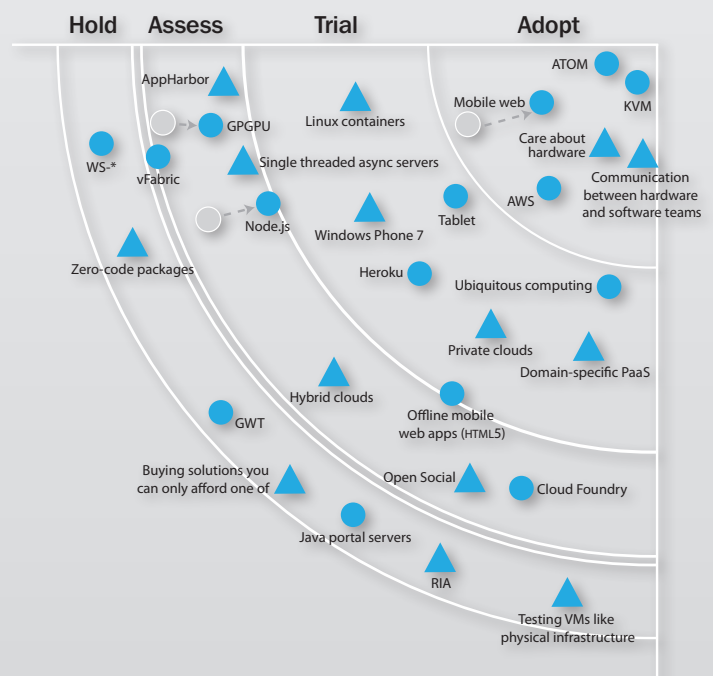 Hold
Assess
Trial
Adopt
ATOM
AppHarbor
Mobile web
KVM
Linux containers
GPGPU
Care about
hardware
WS-*
Single threaded async servers
vFabric
Communication
between hardware
and software teams
AWS
Tablet
Node.js
Windows Phone 7
Zero-code packages
Heroku
Ubiquitous computing
Private clouds
Domain-specific PaaS
Hybrid clouds
Offline mobile
web apps (HTML5)
GWT
Buying solutions you
can only afford one of
Open Social
Cloud Foundry
Java portal servers
RIA
Testing VMs like
physical infrastructure